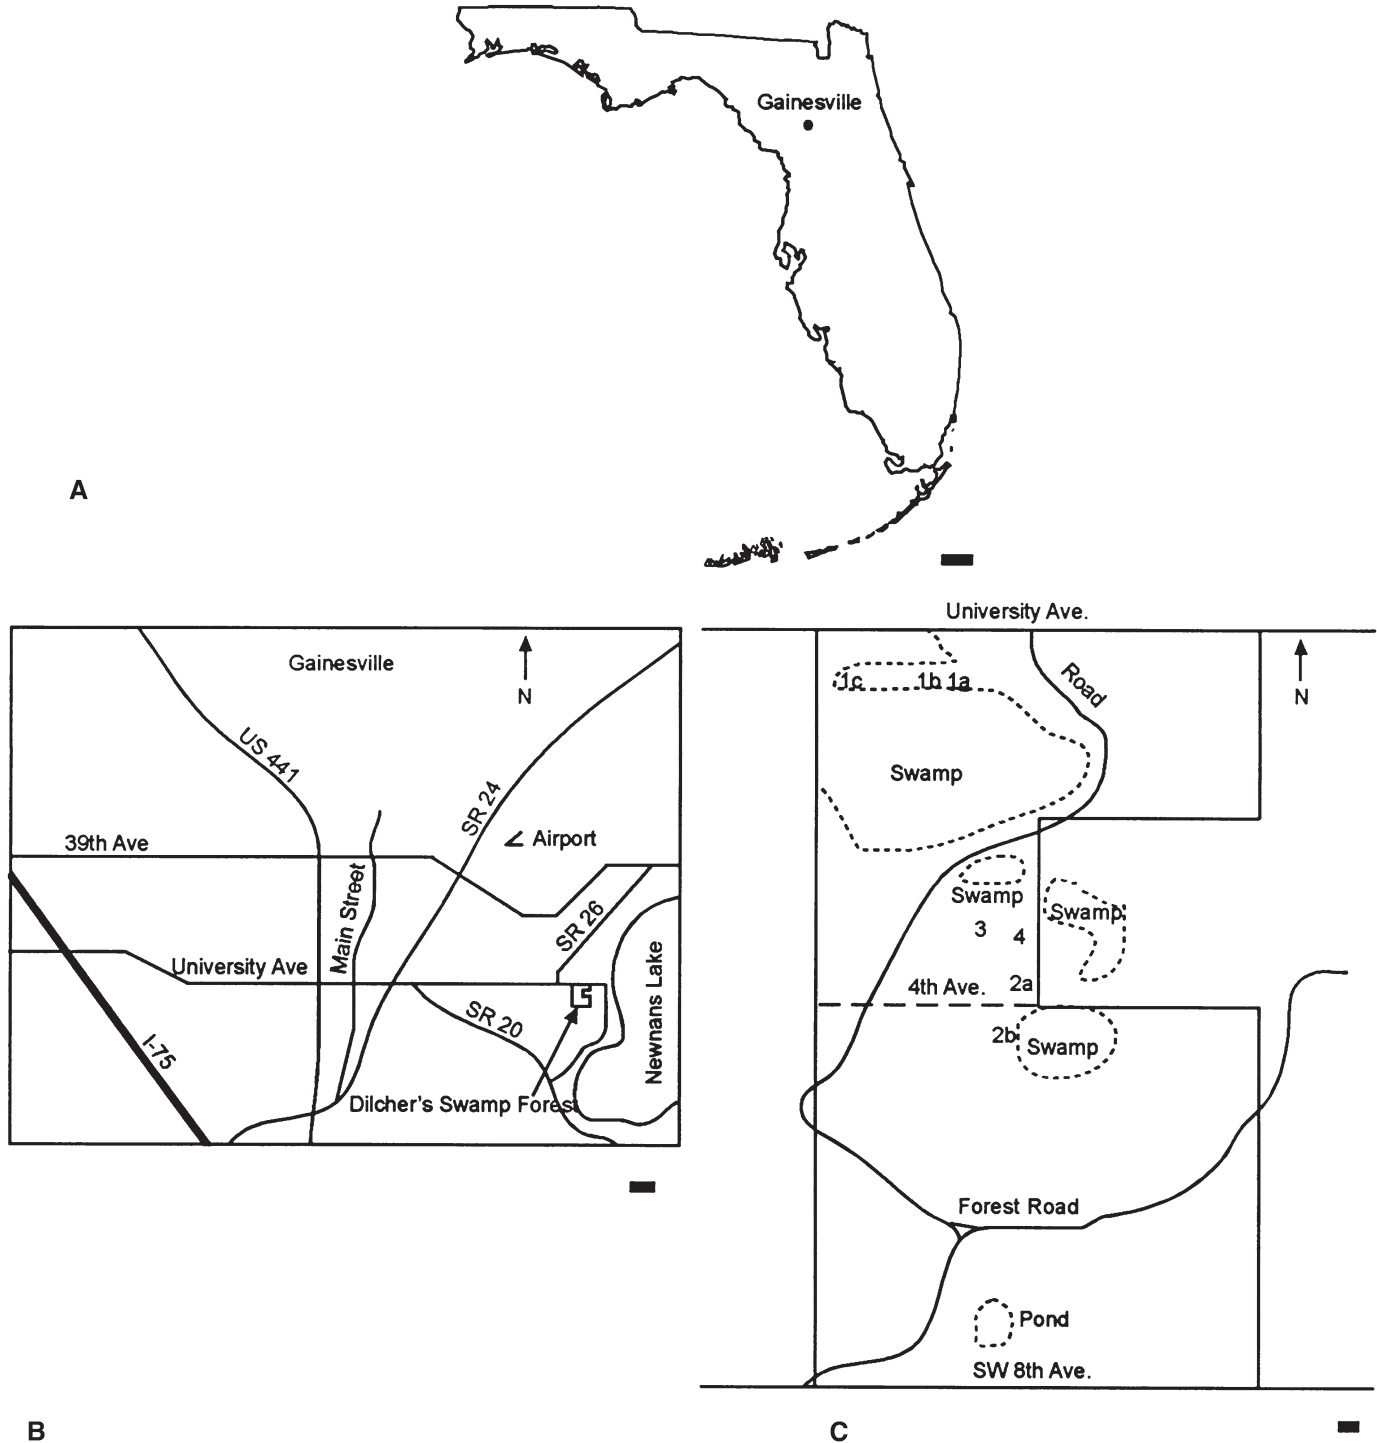 Gainesville
A
Gainesville
N
US 441
SR 24
Airport
39th Ave
Main Street
SR 26
University Ave
Newnans Lake
SR 20
I-75
Dilcher's Swamp Forest
B
University Ave.
Road
N
1c 1b 1a
Swamp
Swamp
Swamp
3 4
4th Ave. 2a
2b Swamp
Forest Road
Pond
SW 8th Ave.
C